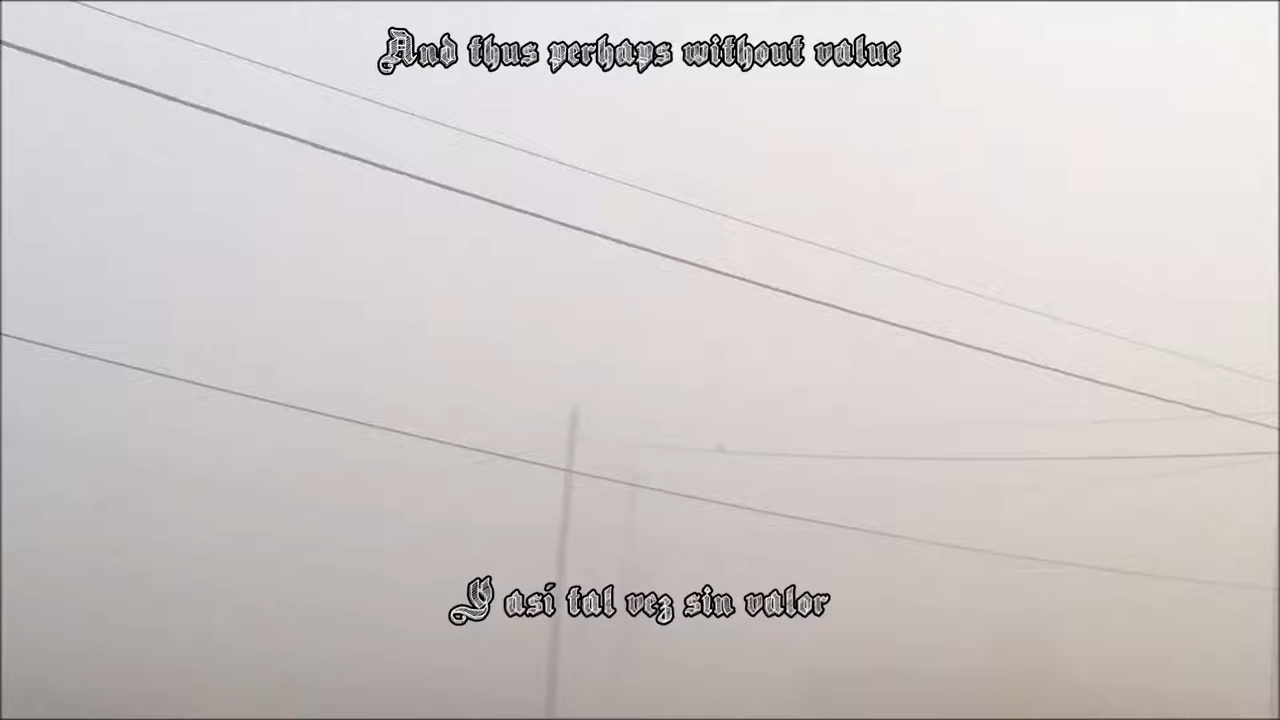 And thus perhaps without value
Y así tal vez sin valor